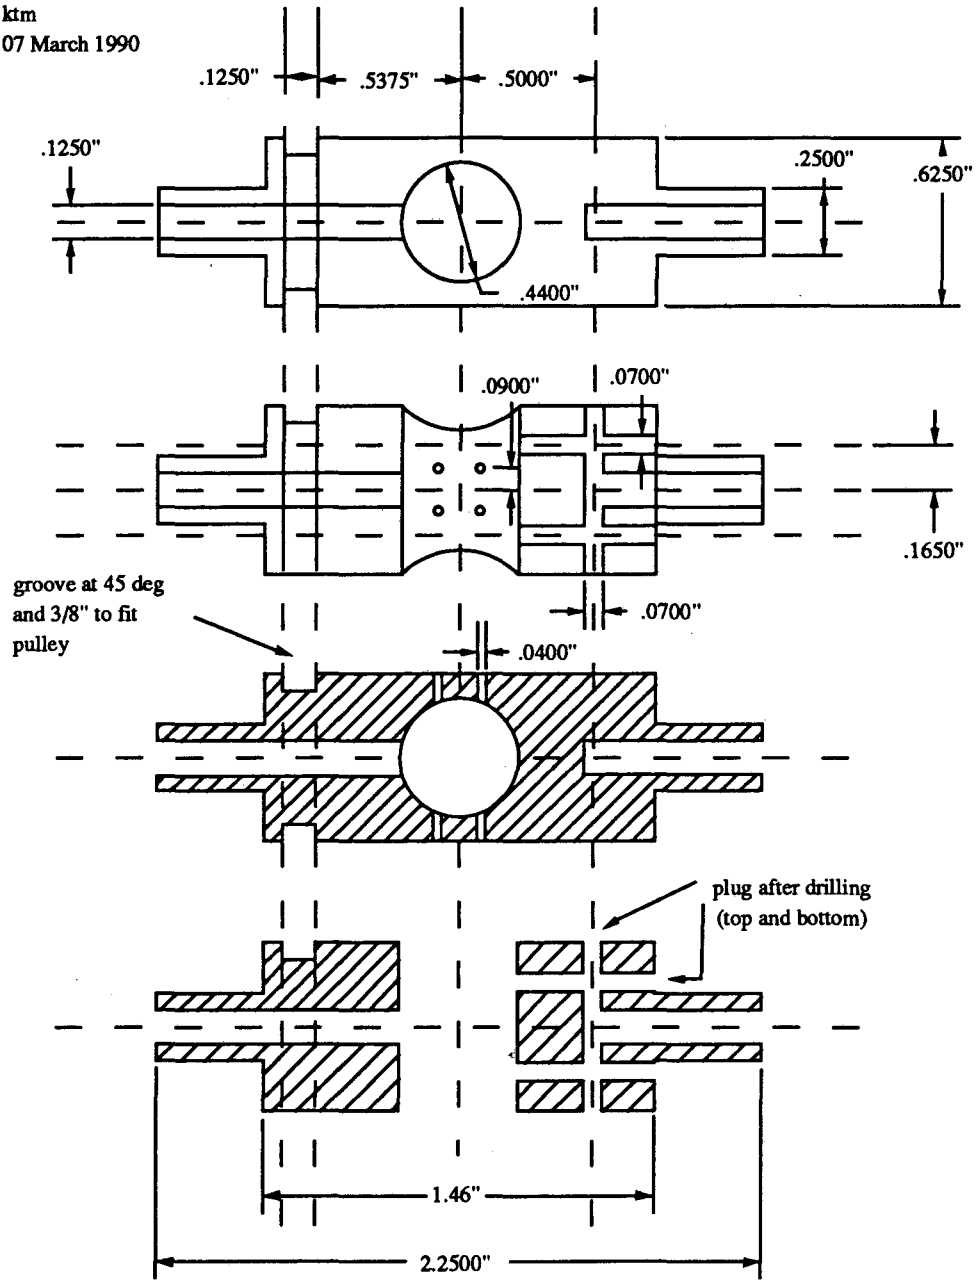 ktm
07 March 1990
.1250"
.5375"
.5000"
.1250"
.2500"
.6250"
.4400"
.0900"
.0700"
.1650"
groove at 45 deg
and 3/8" to fit
pulley
.0700"
.0400"
plug after drilling
(top and bottom)
1.46"
2.2500"